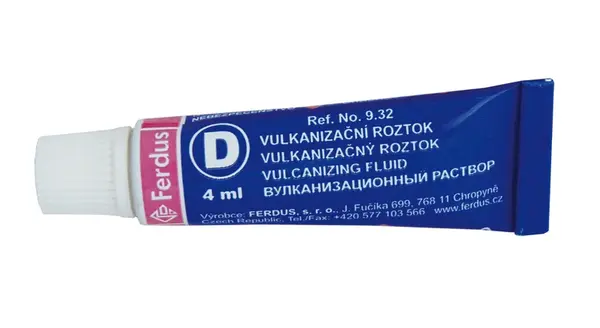 Ref. No. 9.32
Ferdus
D
4 ml
VULKANIZAČNÍ ROZTOK
VULKANIZAČNÝ ROZTOK
VULCANIZING FLUID
ВУЛКАНИЗАЦИОННЫЙ РАСТВОР
Výrobce: FERDUS, s. r. o., J. Fučíka 699, 768 11 Chropyně
Czech Republic, Tel./Fax: +420 577 103 566 www.ferdus.cz